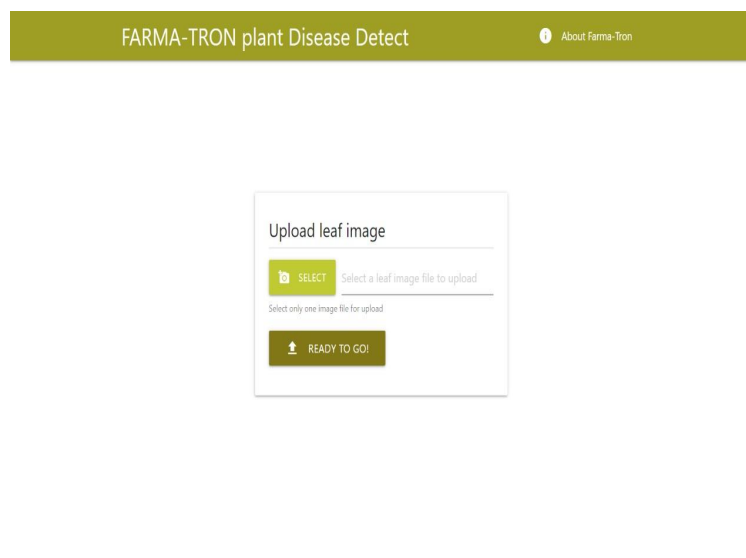 FARMA-TRON plant Disease Detect
About Farma-Tron
Upload leaf image
SELECT
Select a leaf image file to upload
Select only one image file for upload
READY TO GO!